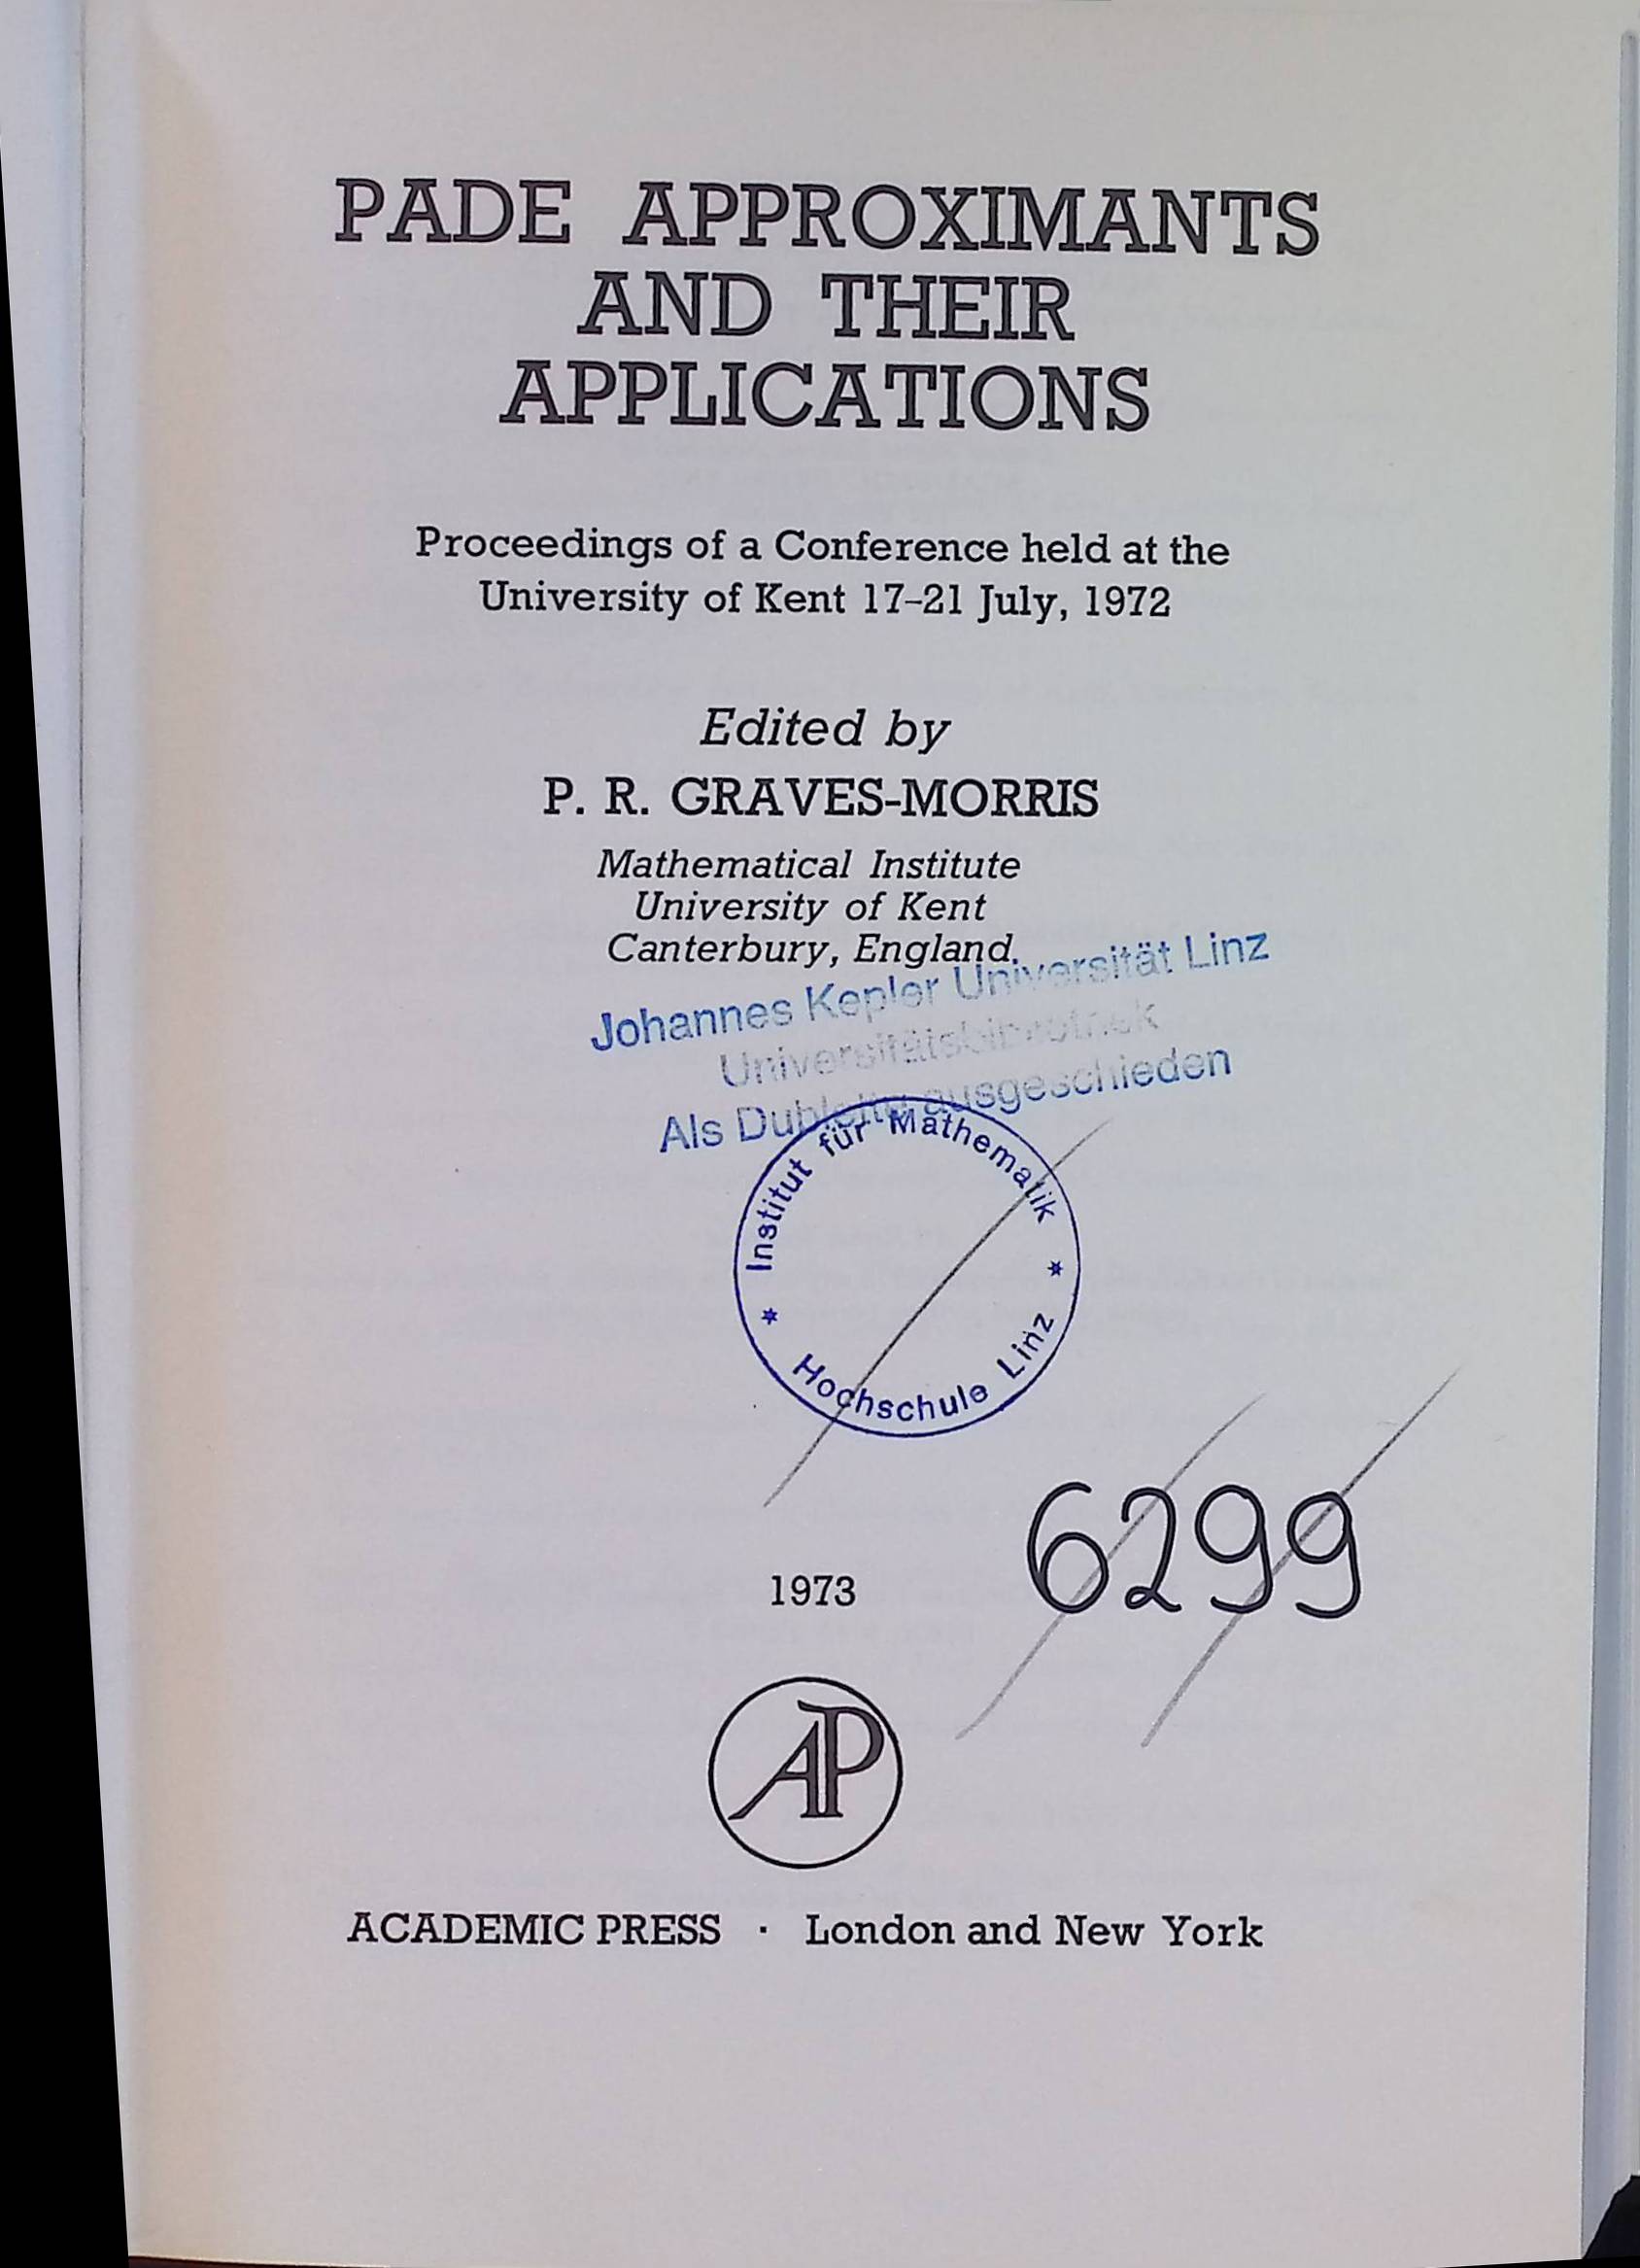 PADE APPROXIMANTS
AND THEIR
APPLICATIONS
Proceedings of a Conference held at the
University of Kent 17-21 July, 1972
Edited by
P. R. GRAVES-MORRIS
Mathematical Institute
University of Kent
Canterbury, England.
Johannes Kepler Universität Linz
Universitätsbibliothek
Als Dublette ausgeschieden
Institut für Mathematik
* Hochschule Linz *
6299
1973
AP
ACADEMIC PRESS · London and New York